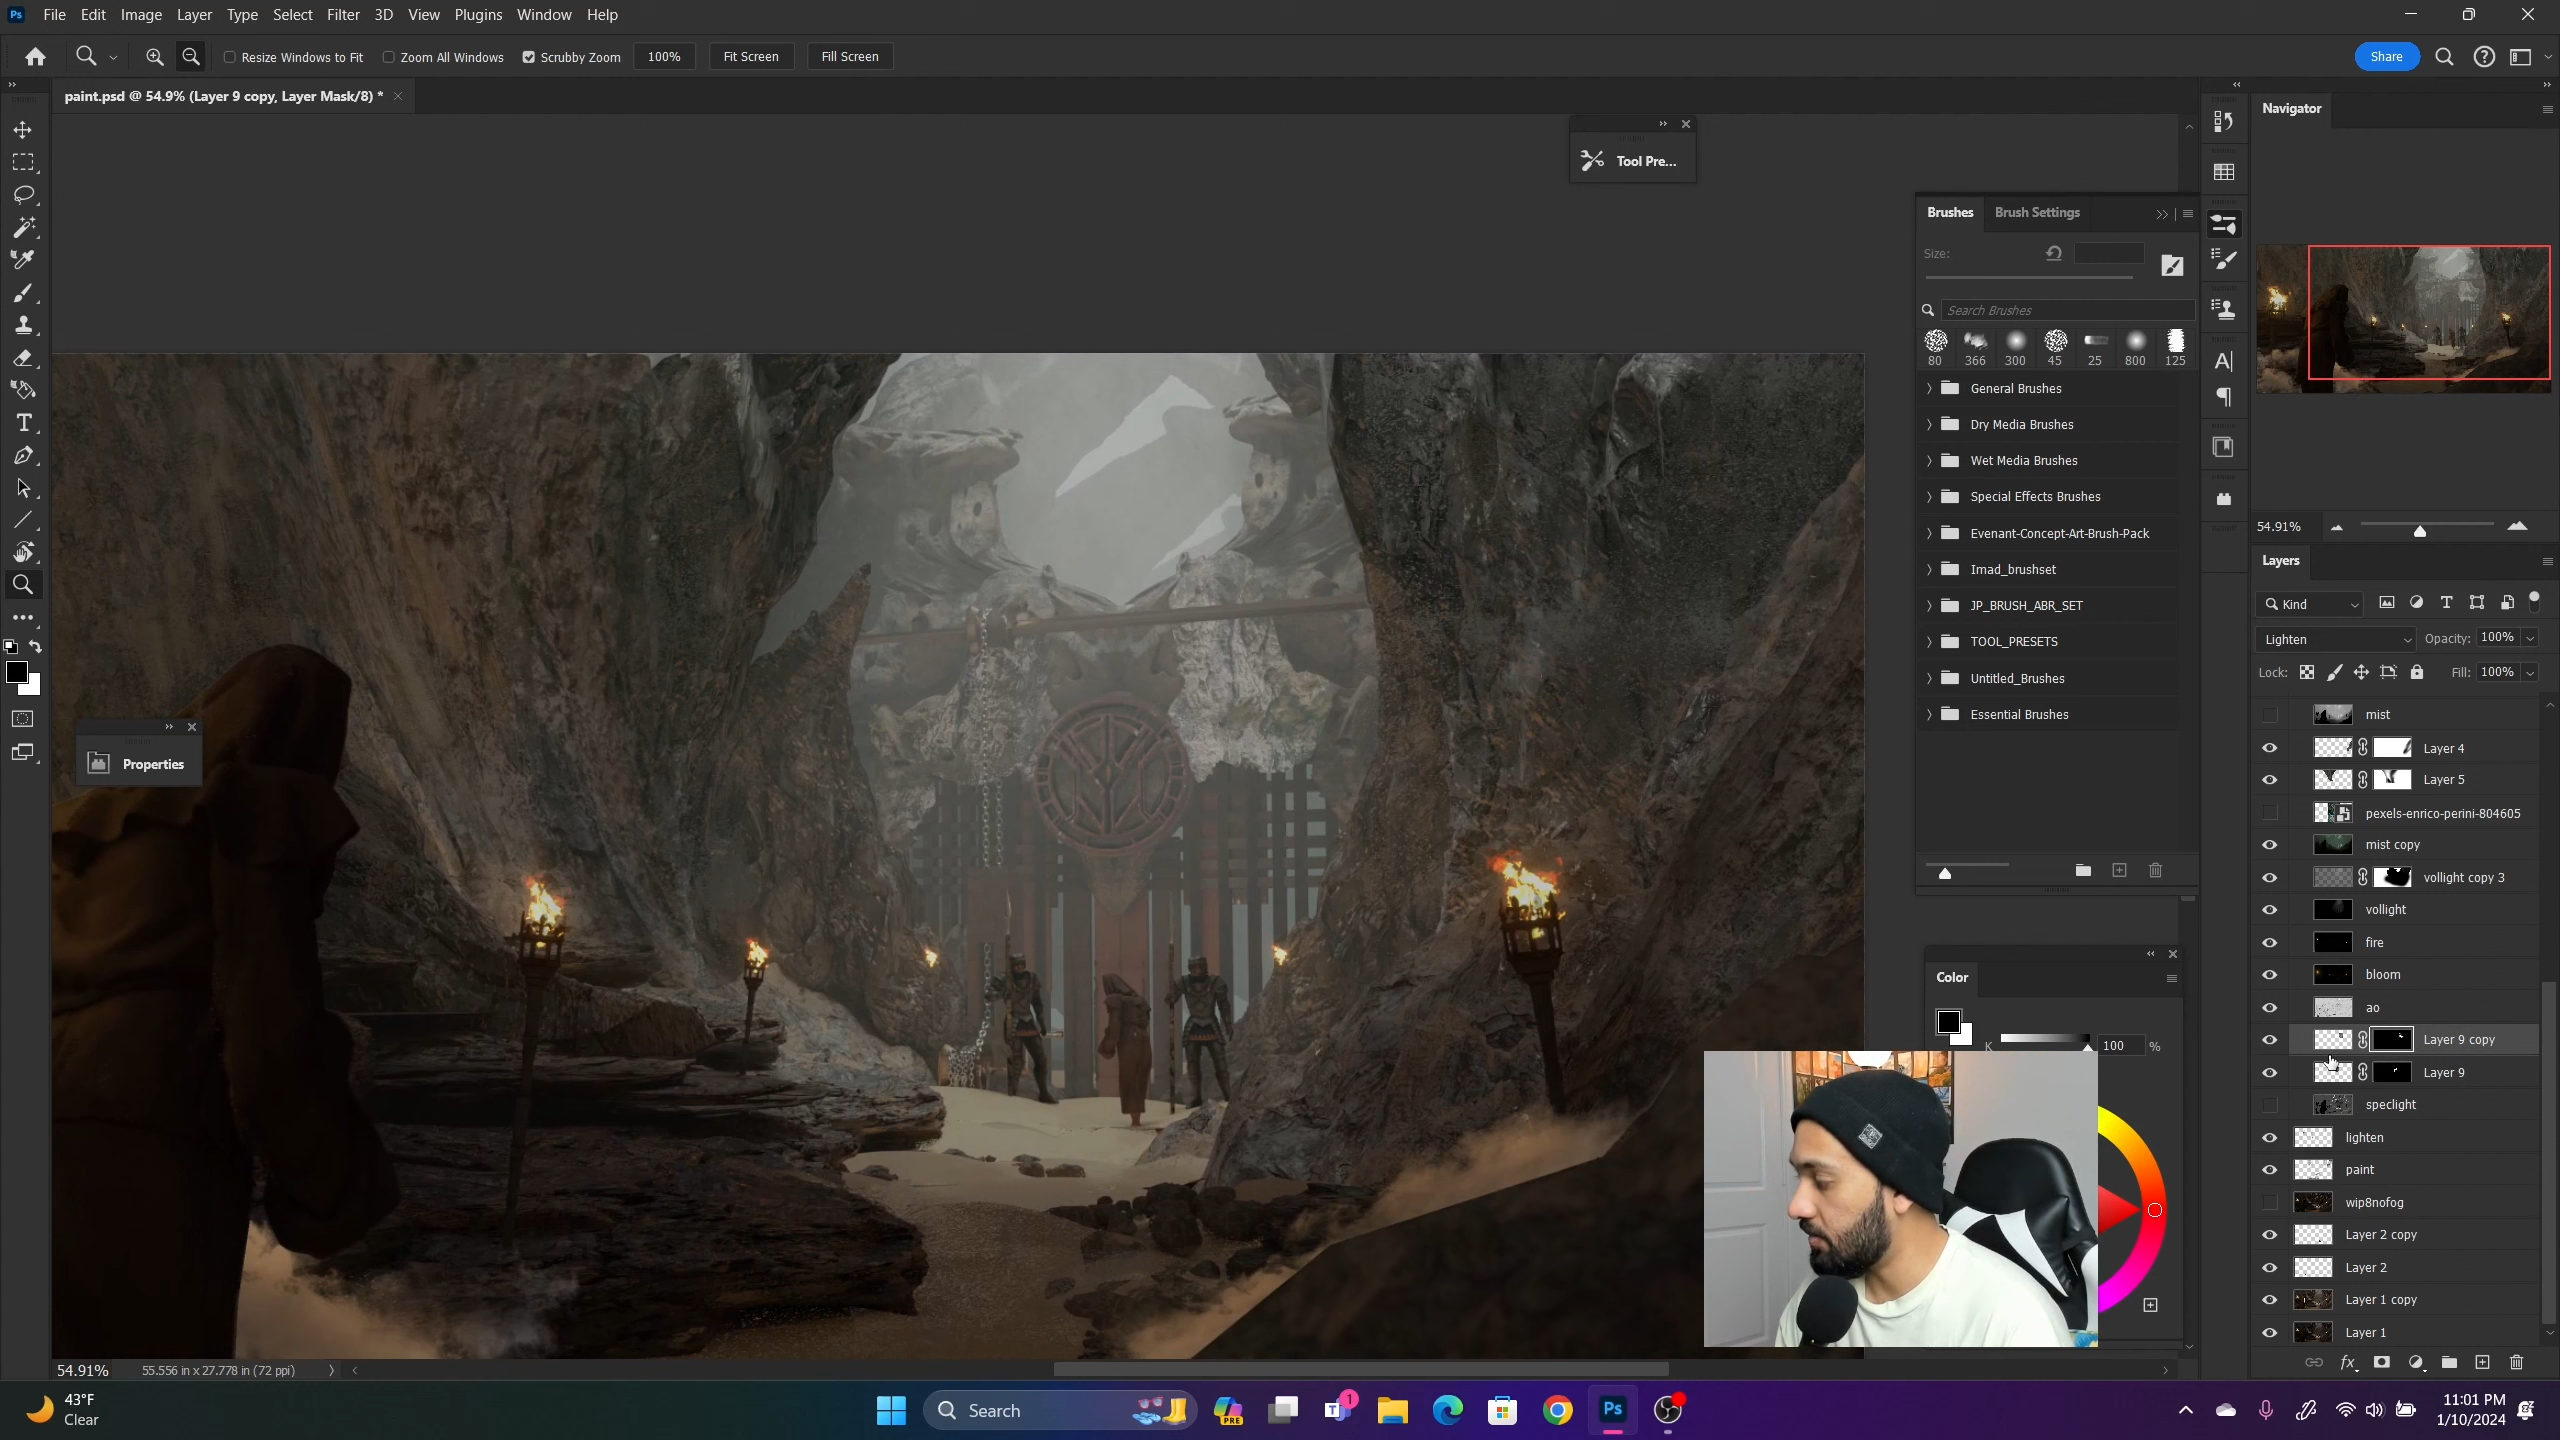 Ps File Edit Image Layer Type Select Filter 3D View Plugins Window Help
Resize Windows to Fit Zoom All Windows Scrubby Zoom 100% Fit Screen Fill Screen Share
paint.psd @ 54.9% (Layer 9 copy, Layer Mask/8) *
Navigator
Tool Pre...
Brushes Brush Settings
Size:
Search Brushes
80 366 300 45 25 800 125
General Brushes
Dry Media Brushes
Wet Media Brushes
Special Effects Brushes
Evenant-Concept-Art-Brush-Pack
Imad_brushset
JP_BRUSH_ABR_SET
TOOL_PRESETS
Untitled_Brushes
Essential Brushes
Properties
Color
K 100 %
54.91%
Layers
Kind
Lighten Opacity: 100%
Lock: Fill: 100%
mist
Layer 4
Layer 5
pexels-enrico-perini-804605
mist copy
vollight copy 3
vollight
fire
bloom
ao
Layer 9 copy
Layer 9
speclight
lighten
paint
wip8nofog
Layer 2 copy
Layer 2
Layer 1 copy
Layer 1
54.91% 55.556 in x 27.778 in (72 ppi)
43°F
Clear
Search
PRE
1
Ps
11:01 PM
1/10/2024